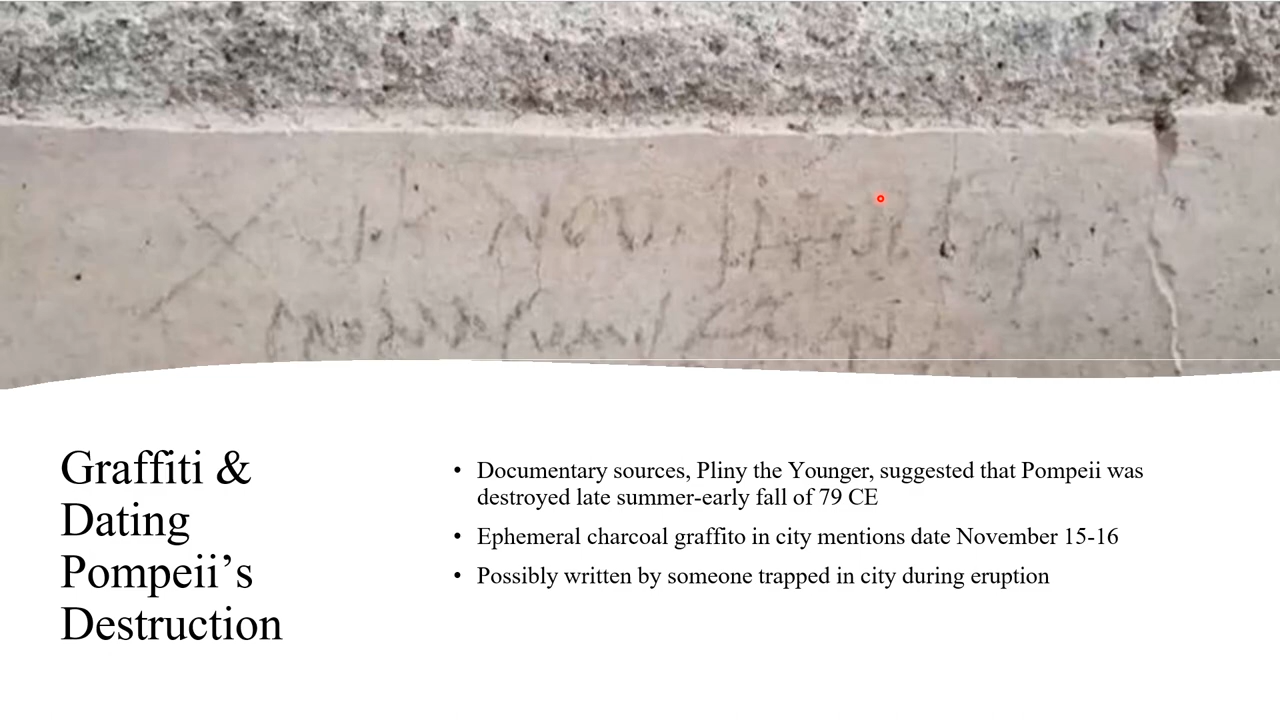 X
NOV
Graffiti &
Dating
Pompeii’s
Destruction
• Documentary sources, Pliny the Younger, suggested that Pompeii was
destroyed late summer-early fall of 79 CE
• Ephemeral charcoal graffito in city mentions date November 15-16
• Possibly written by someone trapped in city during eruption